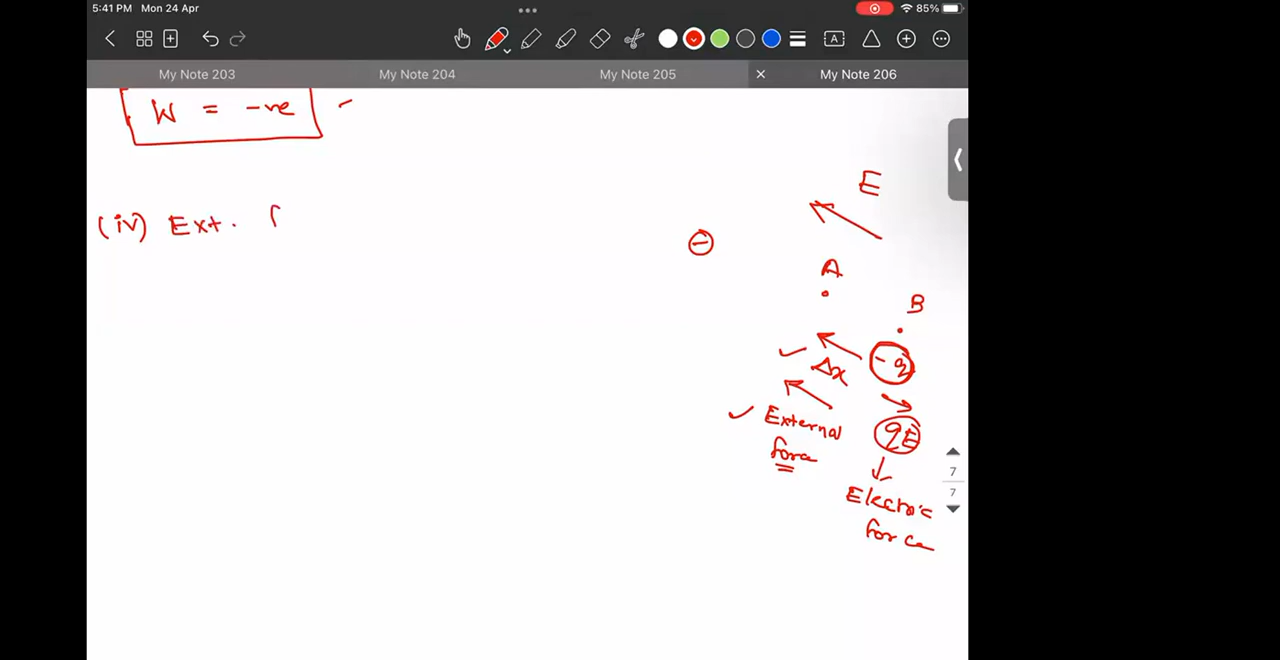 5:41 PM Mon 24 Apr
85%
A
My Note 203
My Note 204
My Note 205
My Note 206
W = -ve
(iv) Ext. f
E
A
B
-q
Δx
External
force
qE
Electric
force
7
7